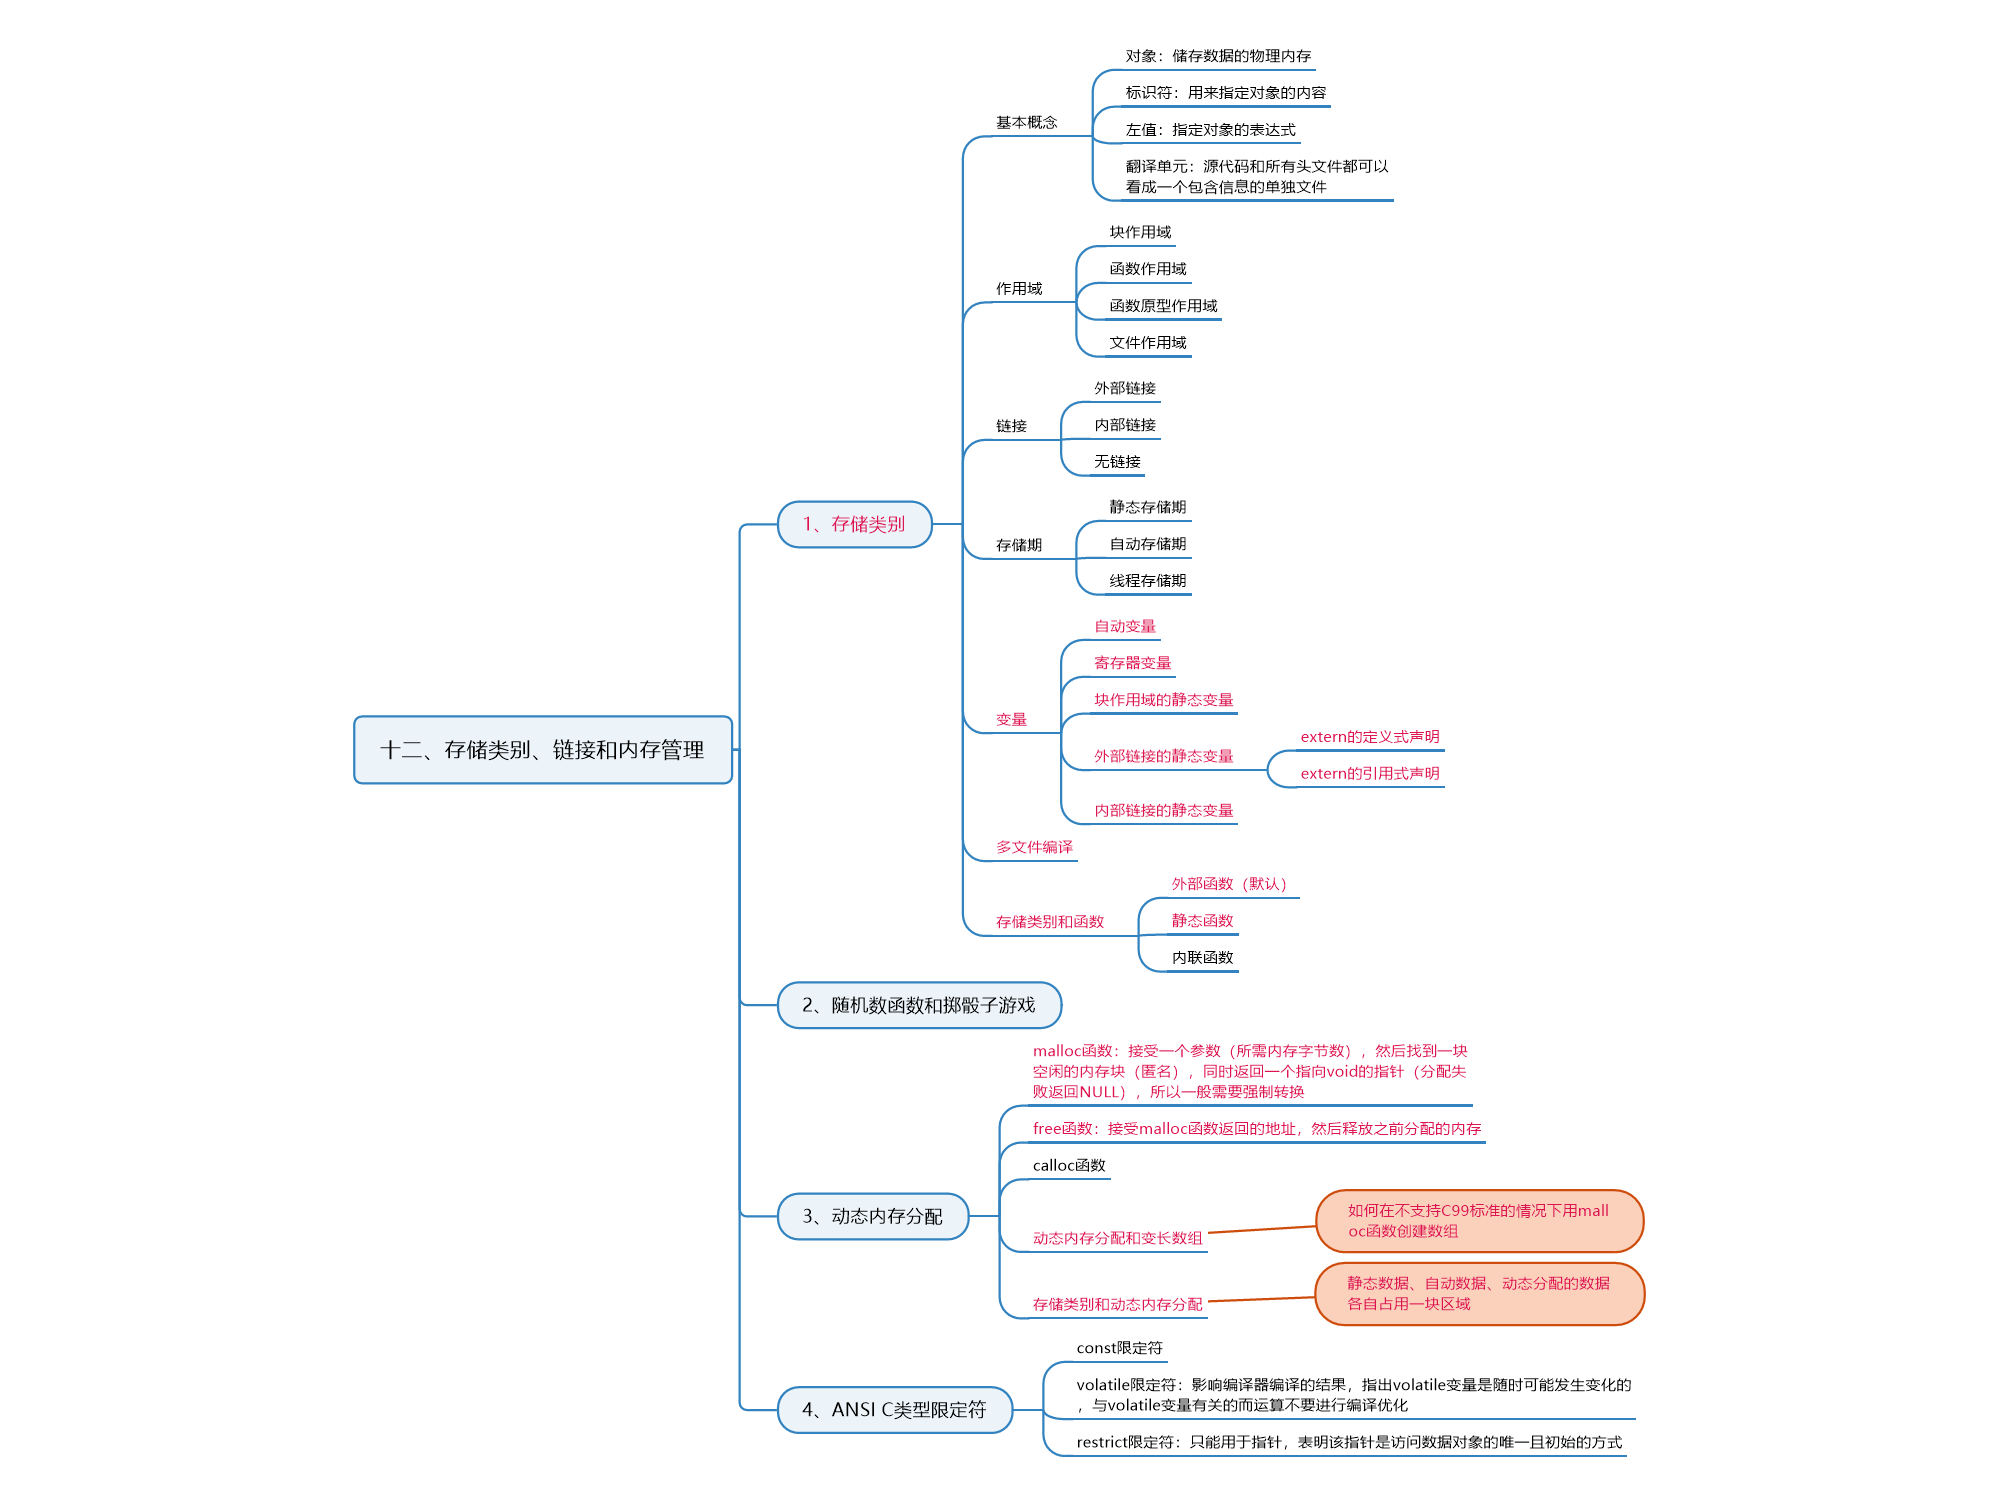 十二、存储类别、链接和内存管理
1、存储类别
基本概念
对象：储存数据的物理内存
标识符：用来指定对象的内容
左值：指定对象的表达式
翻译单元：源代码和所有头文件都可以
看成一个包含信息的单独文件
作用域
块作用域
函数作用域
函数原型作用域
文件作用域
链接
外部链接
内部链接
无链接
存储期
静态存储期
自动存储期
线程存储期
变量
自动变量
寄存器变量
块作用域的静态变量
外部链接的静态变量
extern的定义式声明
extern的引用式声明
内部链接的静态变量
多文件编译
存储类别和函数
外部函数（默认）
静态函数
内联函数
2、随机数函数和掷骰子游戏
3、动态内存分配
malloc函数：接受一个参数（所需内存字节数），然后找到一块
空闲的内存块（匿名），同时返回一个指向void的指针（分配失
败返回NULL），所以一般需要强制转换
free函数：接受malloc函数返回的地址，然后释放之前分配的内存
calloc函数
动态内存分配和变长数组
如何在不支持C99标准的情况下用mall
oc函数创建数组
存储类别和动态内存分配
静态数据、自动数据、动态分配的数据
各自占用一块区域
4、ANSI C类型限定符
const限定符
volatile限定符：影响编译器编译的结果，指出volatile变量是随时可能发生变化的
，与volatile变量有关的而运算不要进行编译优化
restrict限定符：只能用于指针，表明该指针是访问数据对象的唯一且初始的方式